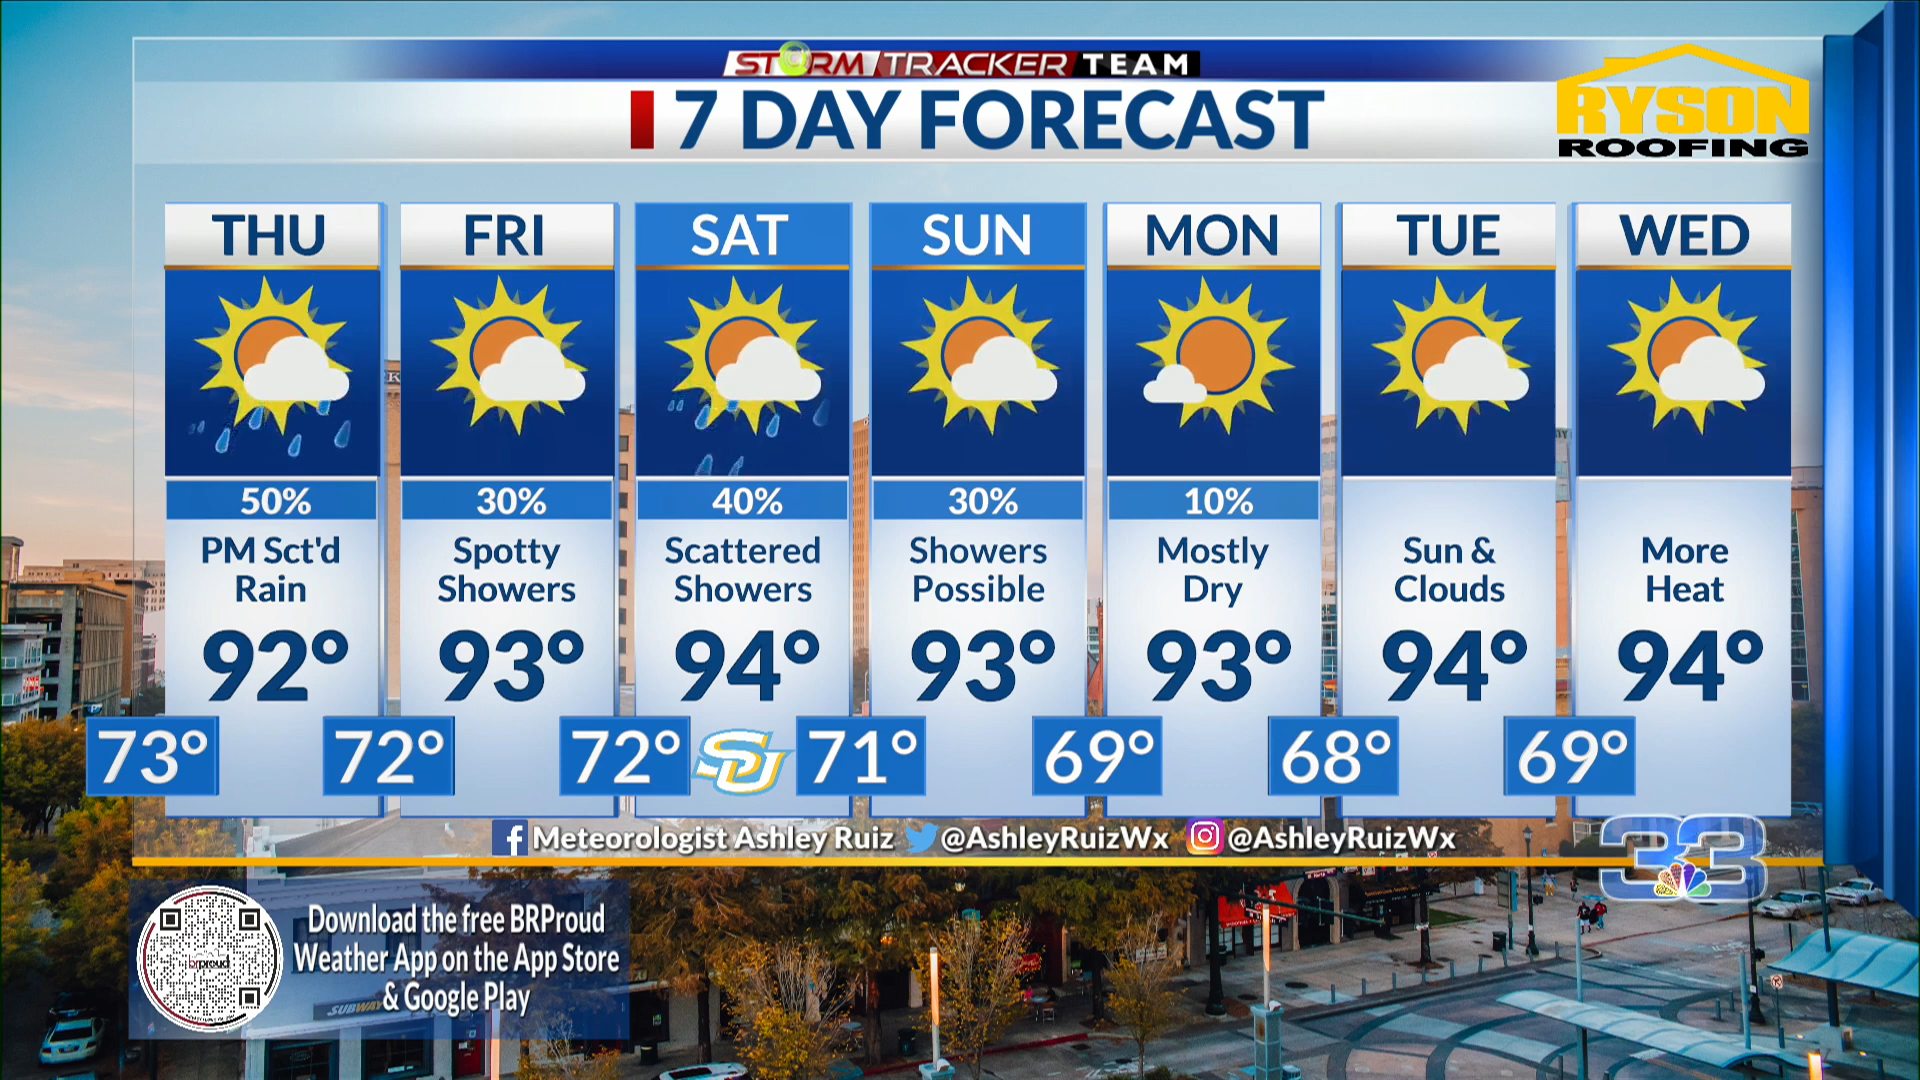 STORM TRACKER TEAM
7 DAY FORECAST
RYSON
ROOFING
THU
FRI
SAT
SUN
MON
TUE
WED
50%
30%
40%
30%
10%
PM Sct'd
Rain
Spotty
Showers
Scattered
Showers
Showers
Possible
Mostly
Dry
Sun &
Clouds
More
Heat
92°
93°
94°
93°
93°
94°
94°
73°
72°
72°
SU
71°
69°
68°
69°
f Meteorologist Ashley Ruiz @AshleyRuizWx @AshleyRuizWx
33
brproud
Download the free BRProud
Weather App on the App Store
& Google Play
SUBWAY